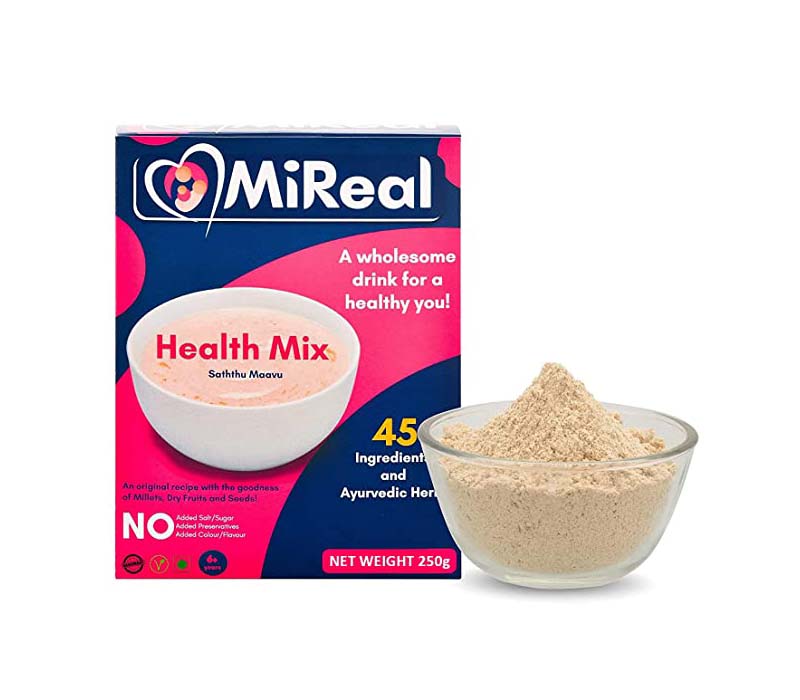 MiReal
A wholesome
drink for a
healthy you!
Health Mix
Saththu Maavu
45
Ingredients
and
Ayurvedic
An original recipe with the goodness
of Millets, Dry Fruits and Seeds!
NO
Added Salt/Sugar
Added Preservatives
Added Colour/Flavour
6+
years
NET WEIGHT 250g